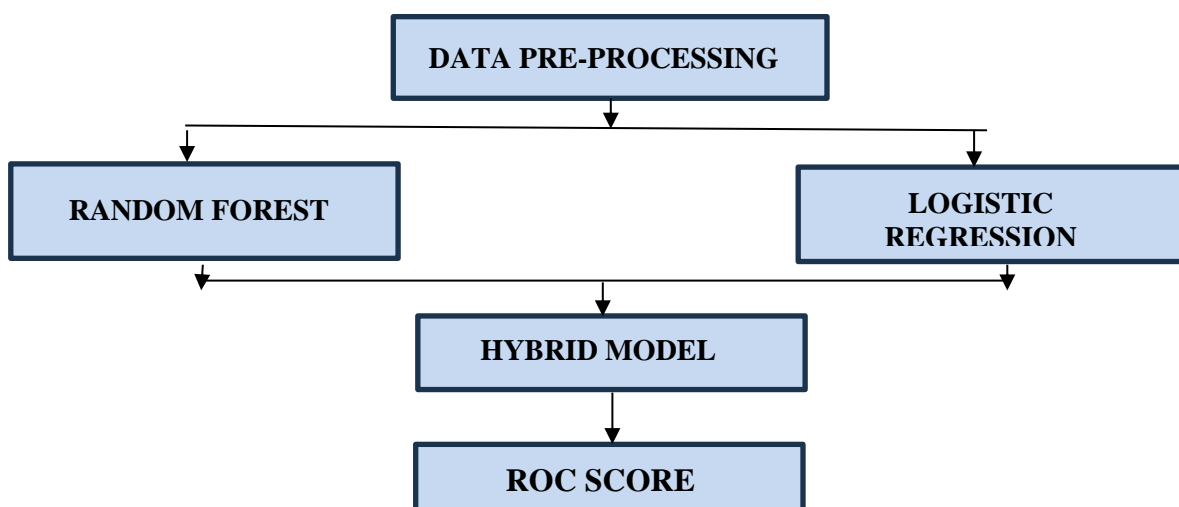 DATA PRE-PROCESSING
RANDOM FOREST
LOGISTIC
REGRESSION
HYBRID MODEL
ROC SCORE